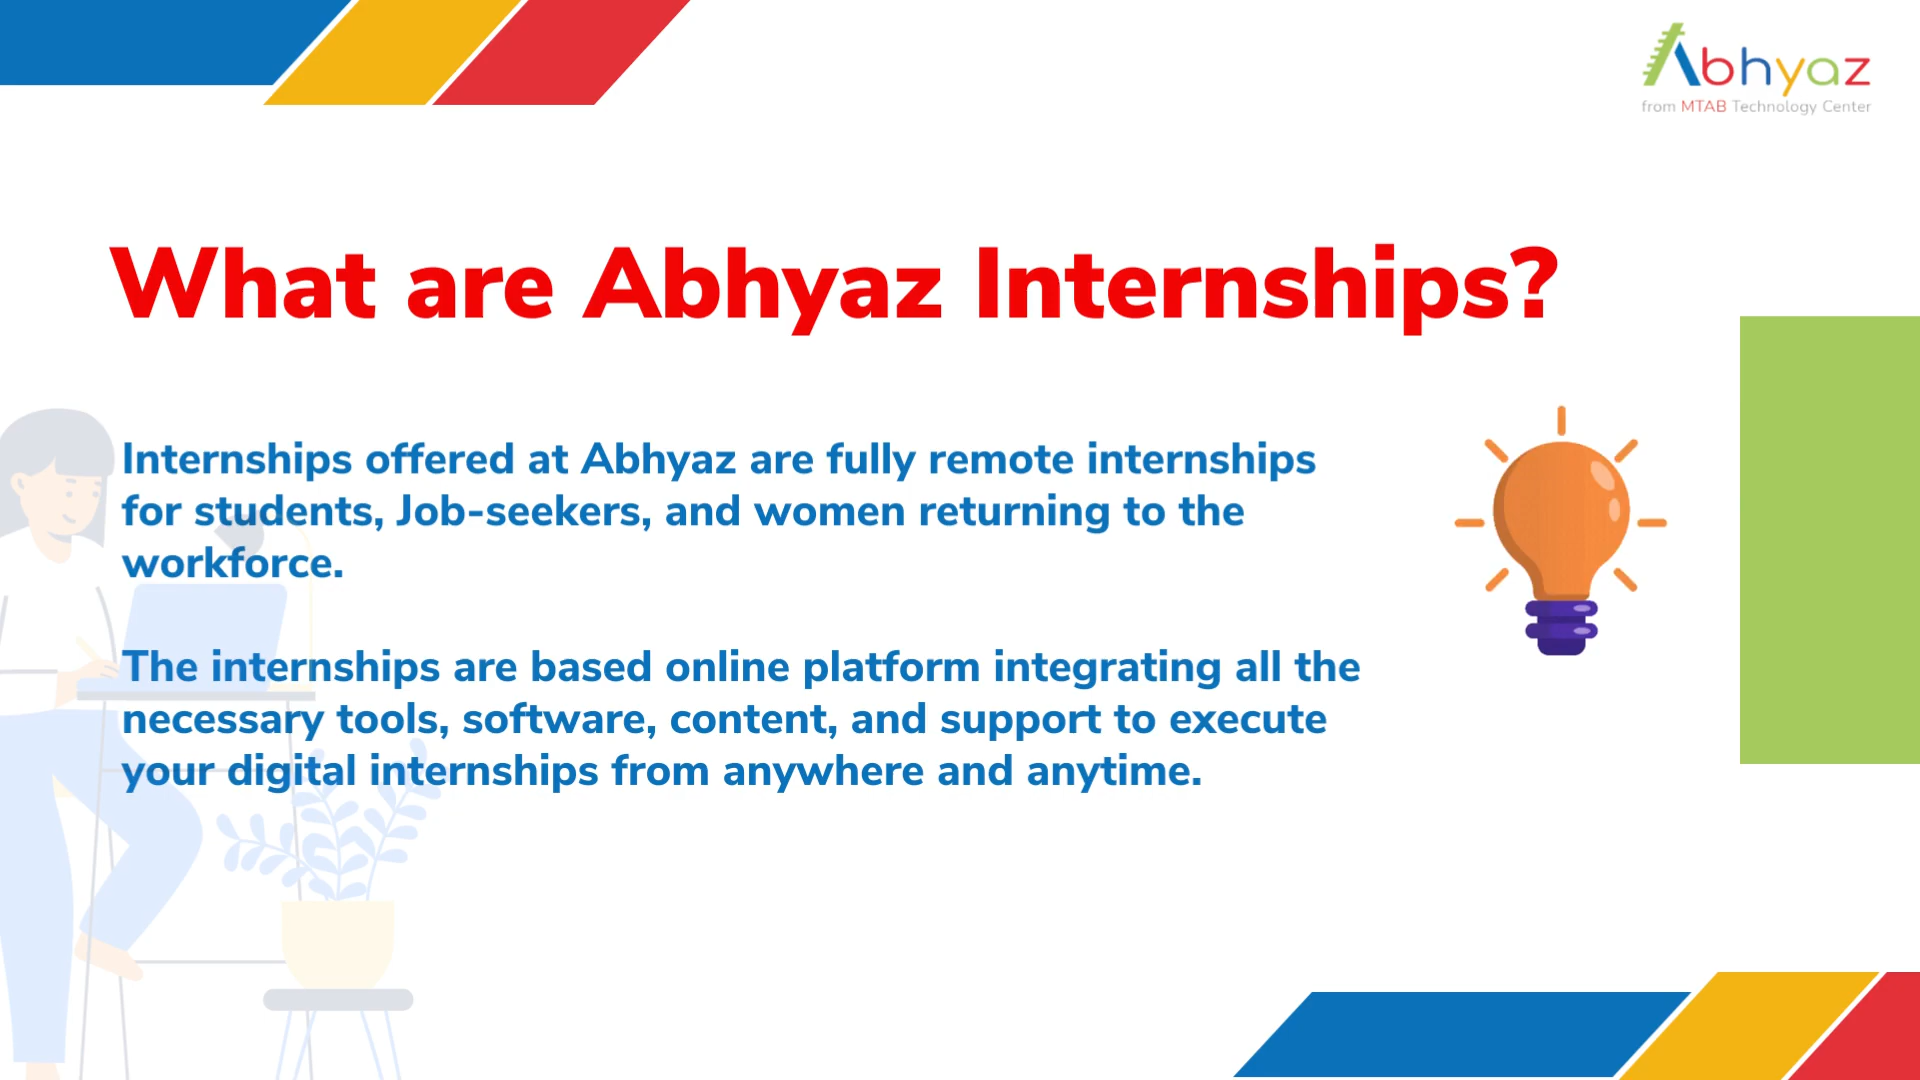 Abhyaz
from MTAB Technology Center
What are Abhyaz Internships?
Internships offered at Abhyaz are fully remote internships
for students, Job-seekers, and women returning to the
workforce.
The internships are based online platform integrating all the
necessary tools, software, content, and support to execute
your digital internships from anywhere and anytime.